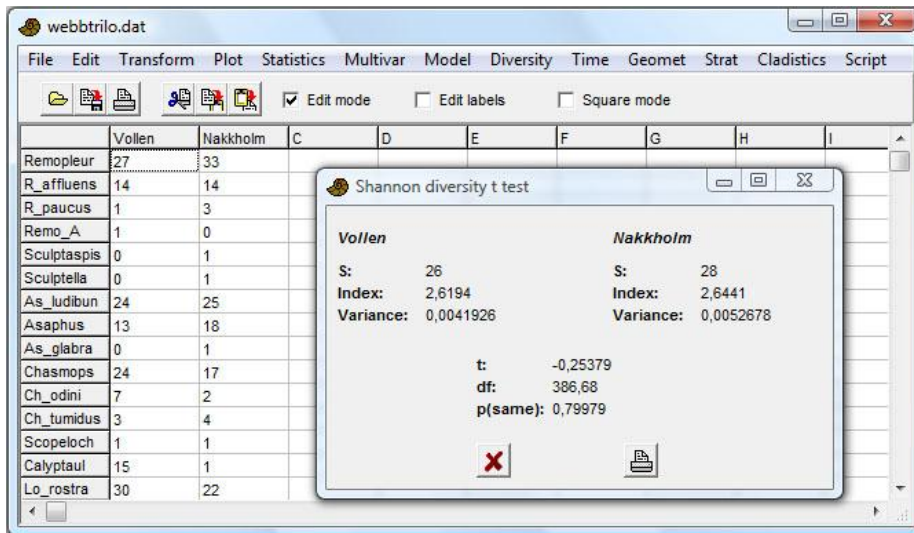 webbtrilo.dat
File Edit Transform Plot Statistics Multivar Model Diversity Time Geomet Strat Cladistics Script
Edit mode Edit labels Square mode
Vollen Nakkholm C D E F G H I
Remopleur 27 33
R_affluens 14 14
R_paucus 1 3
Remo_A 1 0
Sculptaspis 0 1
Sculptella 0 1
As_ludibun 24 25
Asaphus 13 18
As_glabra 0 1
Chasmops 24 17
Ch_odini 7 2
Ch_tumidus 3 4
Scopeloch 1 1
Calyptaul 15 1
Lo_rostra 30 22
Shannon diversity t test
Vollen Nakkholm
S: 26 S: 28
Index: 2,6194 Index: 2,6441
Variance: 0,0041926 Variance: 0,0052678
t: -0,25379
df: 386,68
p(same): 0,79979